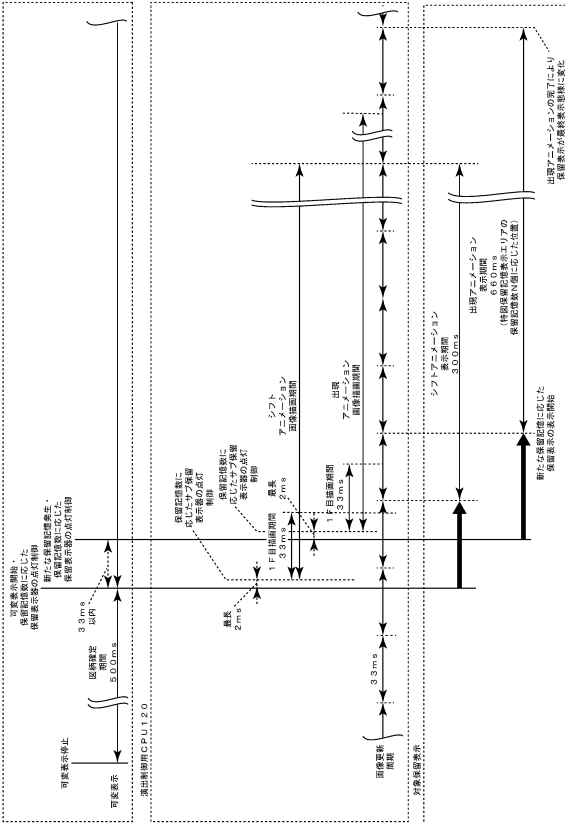 可変表示停止
可変表示
図柄確定
期間
500ms
33ms
以内
可変表示開始・
保留記憶数に応じた
保留表示器の点灯制御
新たな保留記憶発生・
保留記憶数に応じた
保留表示器の点灯制御
演出制御用CPU120
最長
2ms
保留記憶数に
応じたサブ保留
表示器の点灯
制御
保留記憶数に
応じたサブ保留
表示器の点灯
制御
最長
2ms
1F目描画期間
33ms
1F目描画期間
33ms
シフト
アニメーション
画像描画期間
出現
アニメーション
画像描画期間
画像更新
周期
33ms
対象保留表示
シフトアニメーション
表示期間
300ms
出現アニメーション
表示期間
660ms
(特図保留記憶表示エリアの
保留記憶数N個に応じた位置)
新たな保留記憶に応じた
保留表示の表示開始
出現アニメーションの完了により
保留表示が最終表示態様に変化